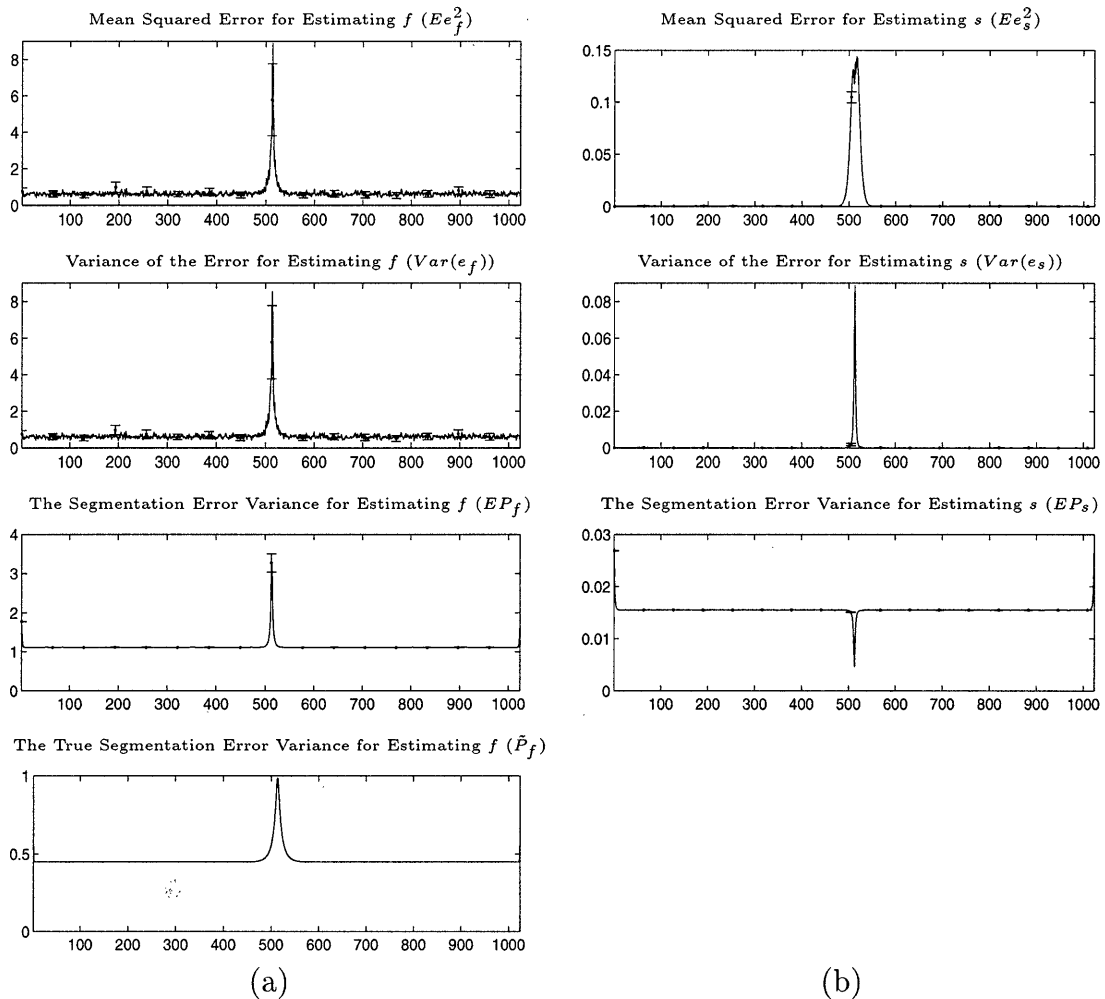 Mean Squared Error for Estimating f (Ee_f^2)
8
6
4
2
0
100 200 300 400 500 600 700 800 900 1000
Variance of the Error for Estimating f (Var(e_f))
8
6
4
2
0
100 200 300 400 500 600 700 800 900 1000
The Segmentation Error Variance for Estimating f (EP_f)
4
3
2
1
0
100 200 300 400 500 600 700 800 900 1000
The True Segmentation Error Variance for Estimating f (P̃_f)
1
0.5
0
100 200 300 400 500 600 700 800 900 1000
(a)
Mean Squared Error for Estimating s (Ee_s^2)
0.15
0.1
0.05
0
100 200 300 400 500 600 700 800 900 1000
Variance of the Error for Estimating s (Var(e_s))
0.08
0.06
0.04
0.02
0
100 200 300 400 500 600 700 800 900 1000
The Segmentation Error Variance for Estimating s (EP_s)
0.03
0.02
0.01
0
100 200 300 400 500 600 700 800 900 1000
(b)